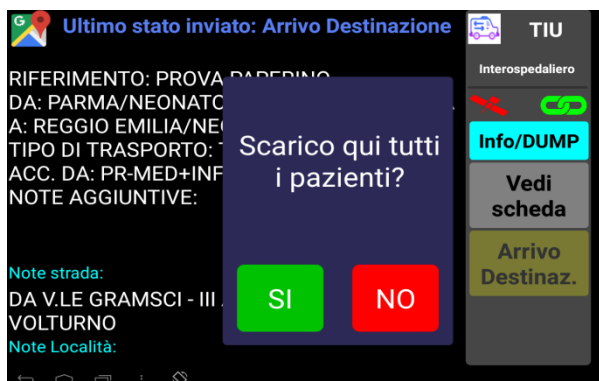 Ultimo stato inviato: Arrivo Destinazione
TIU
Interospedaliero
RIFERIMENTO: PROVA
DA: PARMA/NEONATO
A: REGGIO EMILIA/NE
TIPO DI TRASPORTO:
ACC. DA: PR-MED+INF
NOTE AGGIUNTIVE:
Scarico qui tutti
i pazienti?
SI
NO
Note strada:
DA V.LE GRAMSCI - III
VOLTURNO
Note Località:
Info/DUMP
Vedi
scheda
Arrivo
Destinaz.